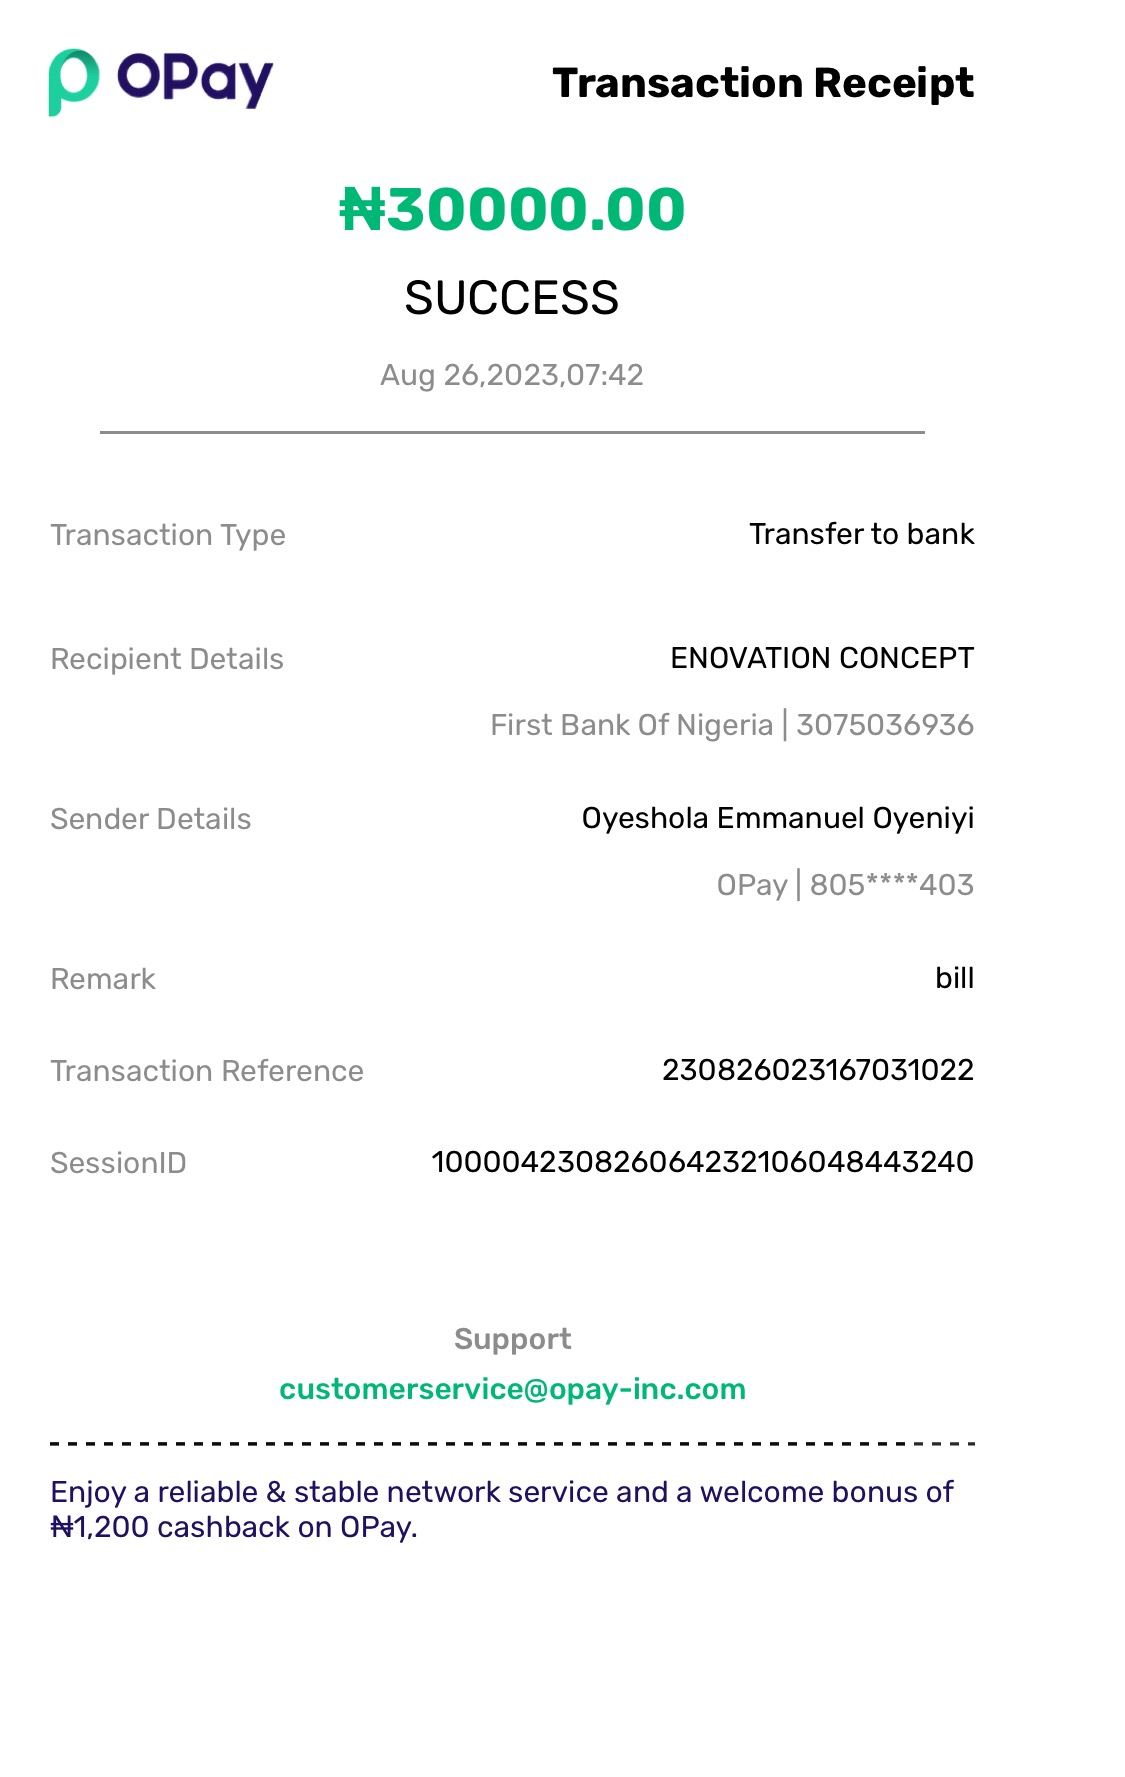 OPay
Transaction Receipt
₦30000.00
SUCCESS
Aug 26,2023,07:42
Transaction Type
Transfer to bank
Recipient Details
ENOVATION CONCEPT
First Bank Of Nigeria | 3075036936
Sender Details
Oyeshola Emmanuel Oyeniyi
OPay | 805****403
Remark
bill
Transaction Reference
230826023167031022
SessionID
100004230826064232106048443240
Support
customerservice@opay-inc.com
Enjoy a reliable & stable network service and a welcome bonus of
₦1,200 cashback on OPay.